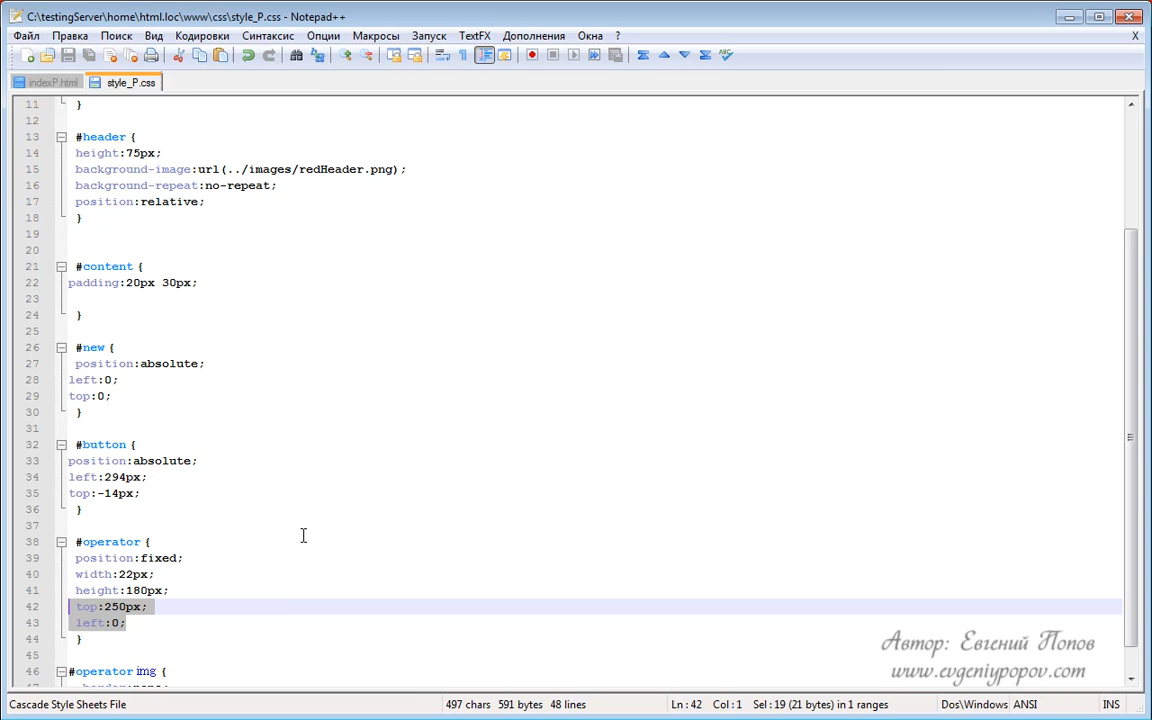 C:\testingServer\home\html.loc\www\css\style_P.css - Notepad++
Файл Правка Поиск Вид Кодировки Синтаксис Опции Макросы Запуск TextFX Дополнения Окна ? X
indexP.html style_P.css
11 }
12
13 #header {
14 height:75px;
15 background-image:url(../images/redHeader.png);
16 background-repeat:no-repeat;
17 position:relative;
18 }
19
20
21 #content {
22 padding:20px 30px;
23
24 }
25
26 #new {
27 position:absolute;
28 left:0;
29 top:0;
30 }
31
32 #button {
33 position:absolute;
34 left:294px;
35 top:-14px;
36 }
37
38 #operator {
39 position:fixed;
40 width:22px;
41 height:180px;
42 top:250px;
43 left:0;
44 }
45
46 #operator img {
Автор: Евгений Попов
www.evgeniypopov.com
Cascade Style Sheets File 497 chars 591 bytes 48 lines Ln : 42 Col : 1 Sel : 19 (21 bytes) in 1 ranges Dos\Windows ANSI INS